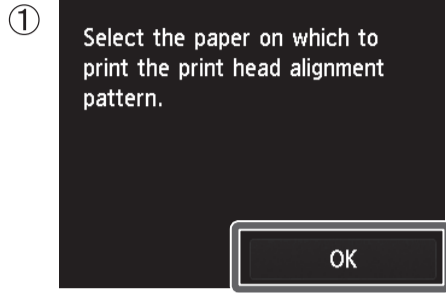 ①
Select the paper on which to
print the print head alignment
pattern.
OK